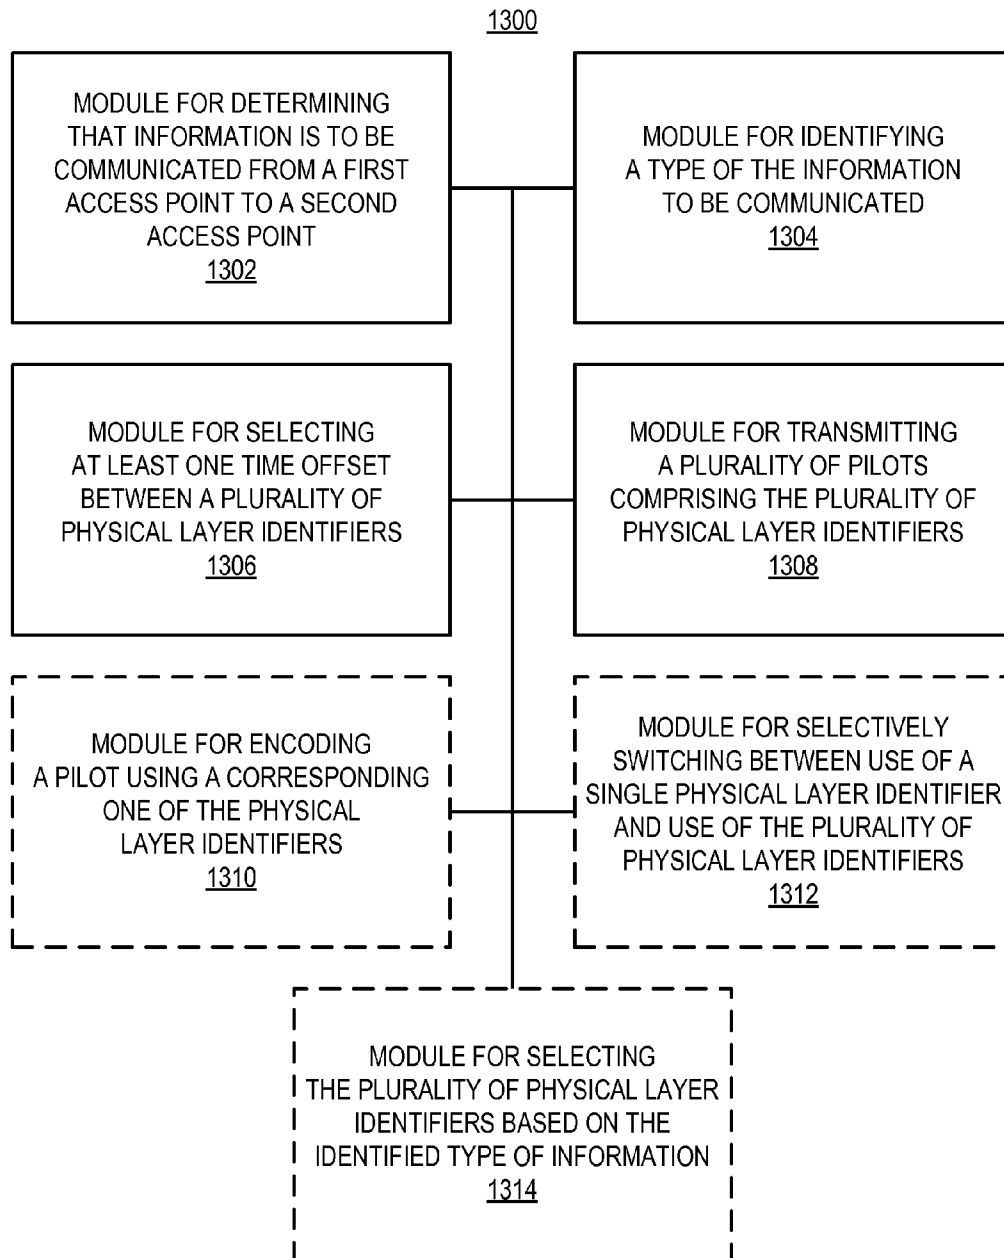 1300
MODULE FOR DETERMINING
THAT INFORMATION IS TO BE
COMMUNICATED FROM A FIRST
ACCESS POINT TO A SECOND
ACCESS POINT
1302
MODULE FOR IDENTIFYING
A TYPE OF THE INFORMATION
TO BE COMMUNICATED
1304
MODULE FOR SELECTING
AT LEAST ONE TIME OFFSET
BETWEEN A PLURALITY OF
PHYSICAL LAYER IDENTIFIERS
1306
MODULE FOR TRANSMITTING
A PLURALITY OF PILOTS
COMPRISING THE PLURALITY OF
PHYSICAL LAYER IDENTIFIERS
1308
MODULE FOR ENCODING
A PILOT USING A CORRESPONDING
ONE OF THE PHYSICAL
LAYER IDENTIFIERS
1310
MODULE FOR SELECTIVELY
SWITCHING BETWEEN USE OF A
SINGLE PHYSICAL LAYER IDENTIFIER
AND USE OF THE PLURALITY OF
PHYSICAL LAYER IDENTIFIERS
1312
MODULE FOR SELECTING
THE PLURALITY OF PHYSICAL LAYER
IDENTIFIERS BASED ON THE
IDENTIFIED TYPE OF INFORMATION
1314